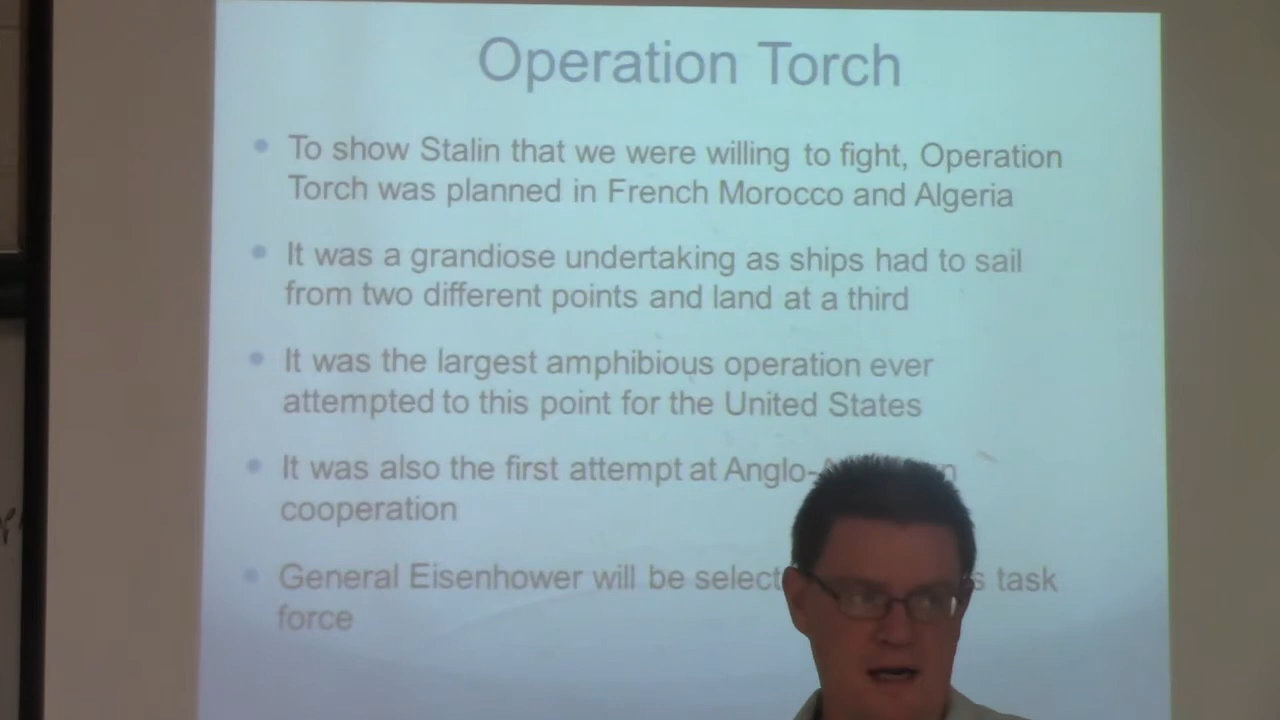 Operation Torch
• To show Stalin that we were willing to fight, Operation
Torch was planned in French Morocco and Algeria
• It was a grandiose undertaking as ships had to sail
from two different points and land at a third
• It was the largest amphibious operation ever
attempted to this point for the United States
• It was also the first attempt at Anglo-
cooperation
• General Eisenhower will be select task
force